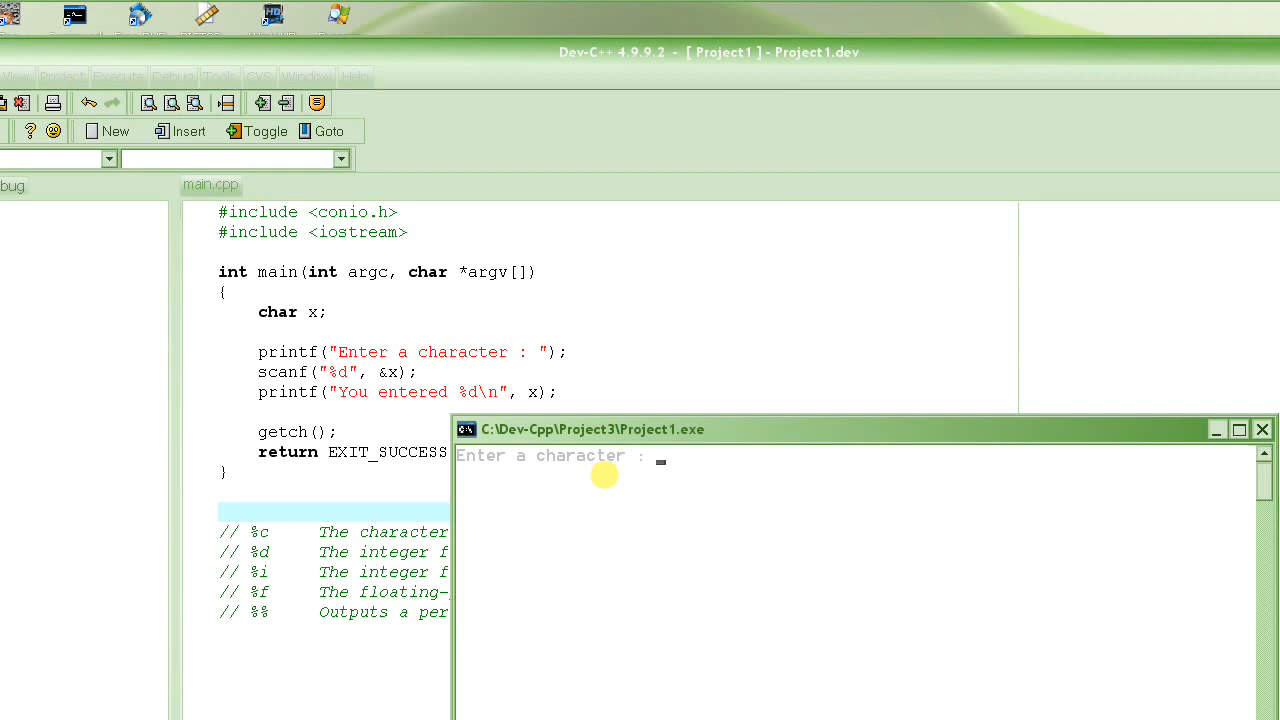 Dev-C++ 4.9.9.2 - [ Project1 ] - Project1.dev
View Project Execute Debug Tools CVS Window Help
New Insert Toggle Goto
bug
main.cpp
#include <conio.h>
#include <iostream>
int main(int argc, char *argv[])
{
char x;
printf("Enter a character : ");
scanf("%d", &x);
printf("You entered %d\n", x);
getch();
return EXIT_SUCCESS
}
// %c The character
// %d The integer f
// %i The integer f
// %f The floating-
// %% Outputs a per
C:\Dev-Cpp\Project3\Project1.exe
Enter a character :